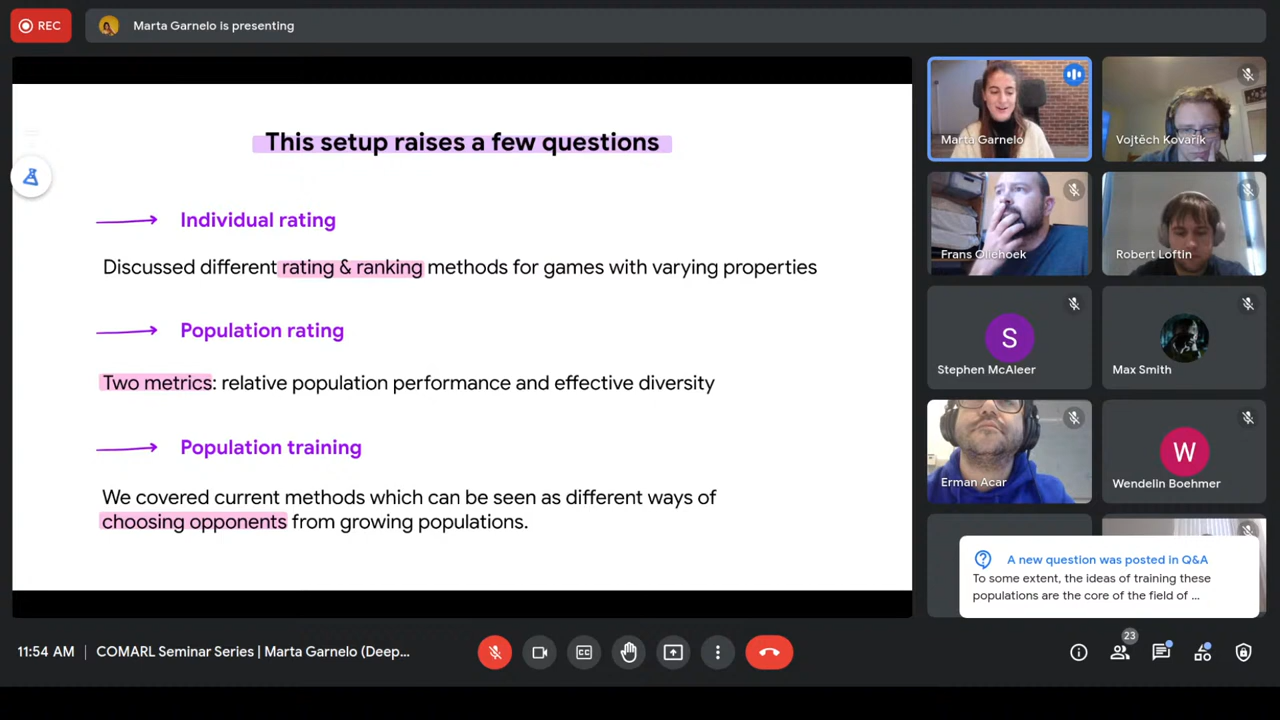 REC
Marta Garnelo is presenting
This setup raises a few questions
Individual rating
Discussed different rating & ranking methods for games with varying properties
Population rating
Two metrics: relative population performance and effective diversity
Population training
We covered current methods which can be seen as different ways of
choosing opponents from growing populations.
Marta Garnelo
Vojtěch Kovařík
Frans Oliehoek
Robert Loftin
S
Stephen McAleer
Max Smith
Erman Acar
W
Wendelin Boehmer
A new question was posted in Q&A
To some extent, the ideas of training these
populations are the core of the field of ...
11:54 AM
COMARL Seminar Series | Marta Garnelo (Deep...
23